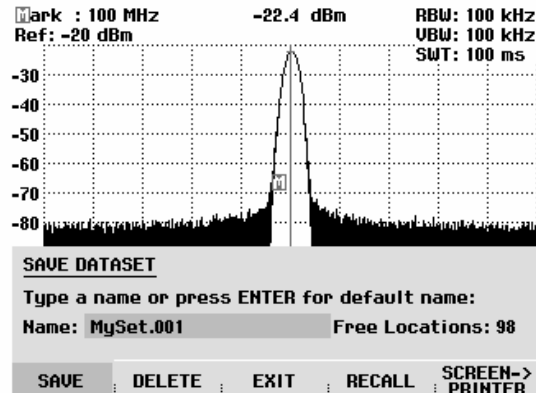 Mark : 100 MHz -22.4 dBm RBW: 100 kHz
Ref: -20 dBm VBW: 100 kHz
SWT: 100 ms
-30
-40
-50
-60
M
-70
-80
SAVE DATASET
Type a name or press ENTER for default name:
Name: MySet.001 Free Locations: 98
SAVE DELETE EXIT RECALL SCREEN->
PRINTER